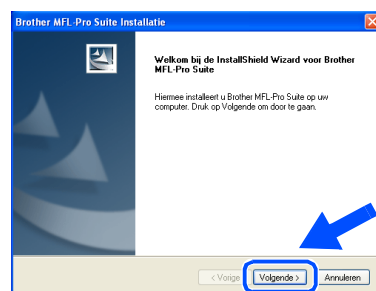 Brother MFL-Pro Suite Installatie
Welkom bij de InstallShield Wizard voor Brother
MFL-Pro Suite
Hiermee installeert u Brother MFL-Pro Suite op uw
computer. Druk op Volgende om door te gaan.
< Vorige
Volgende >
Annuleren